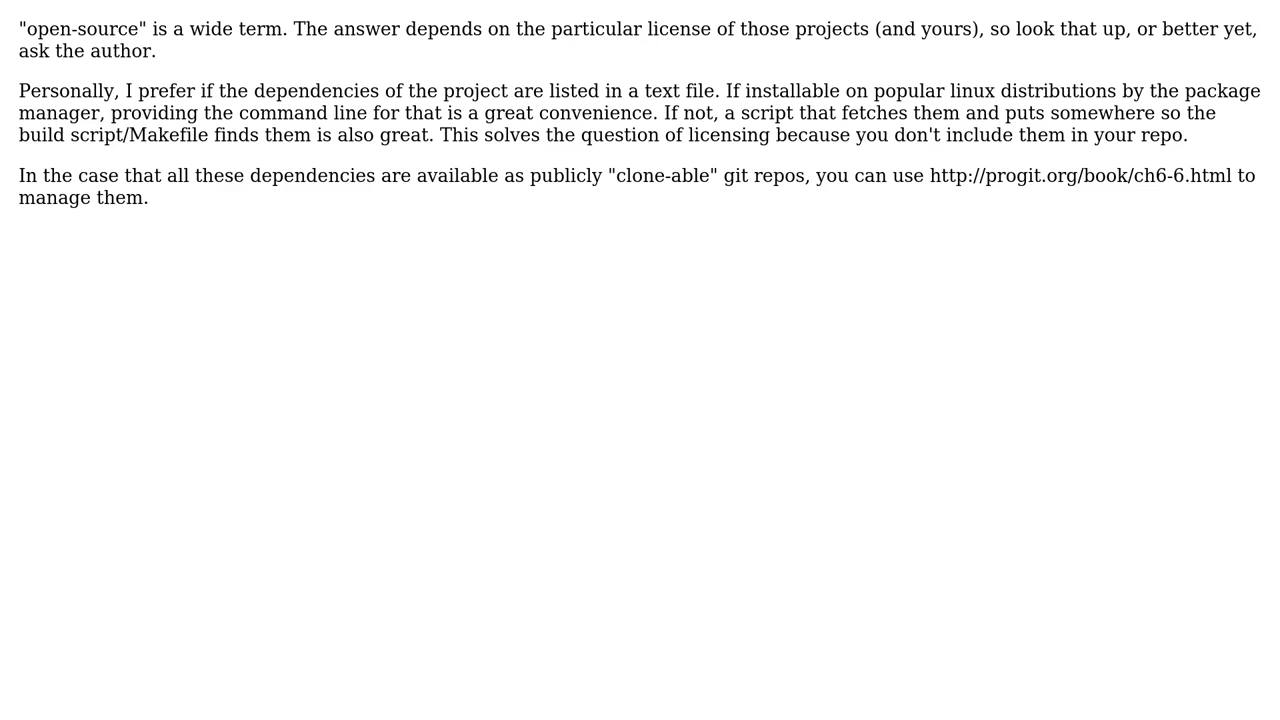 "open-source" is a wide term. The answer depends on the particular license of those projects (and yours), so look that up, or better yet,
ask the author.
Personally, I prefer if the dependencies of the project are listed in a text file. If installable on popular linux distributions by the package
manager, providing the command line for that is a great convenience. If not, a script that fetches them and puts somewhere so the
build script/Makefile finds them is also great. This solves the question of licensing because you don't include them in your repo.
In the case that all these dependencies are available as publicly "clone-able" git repos, you can use http://progit.org/book/ch6-6.html to
manage them.